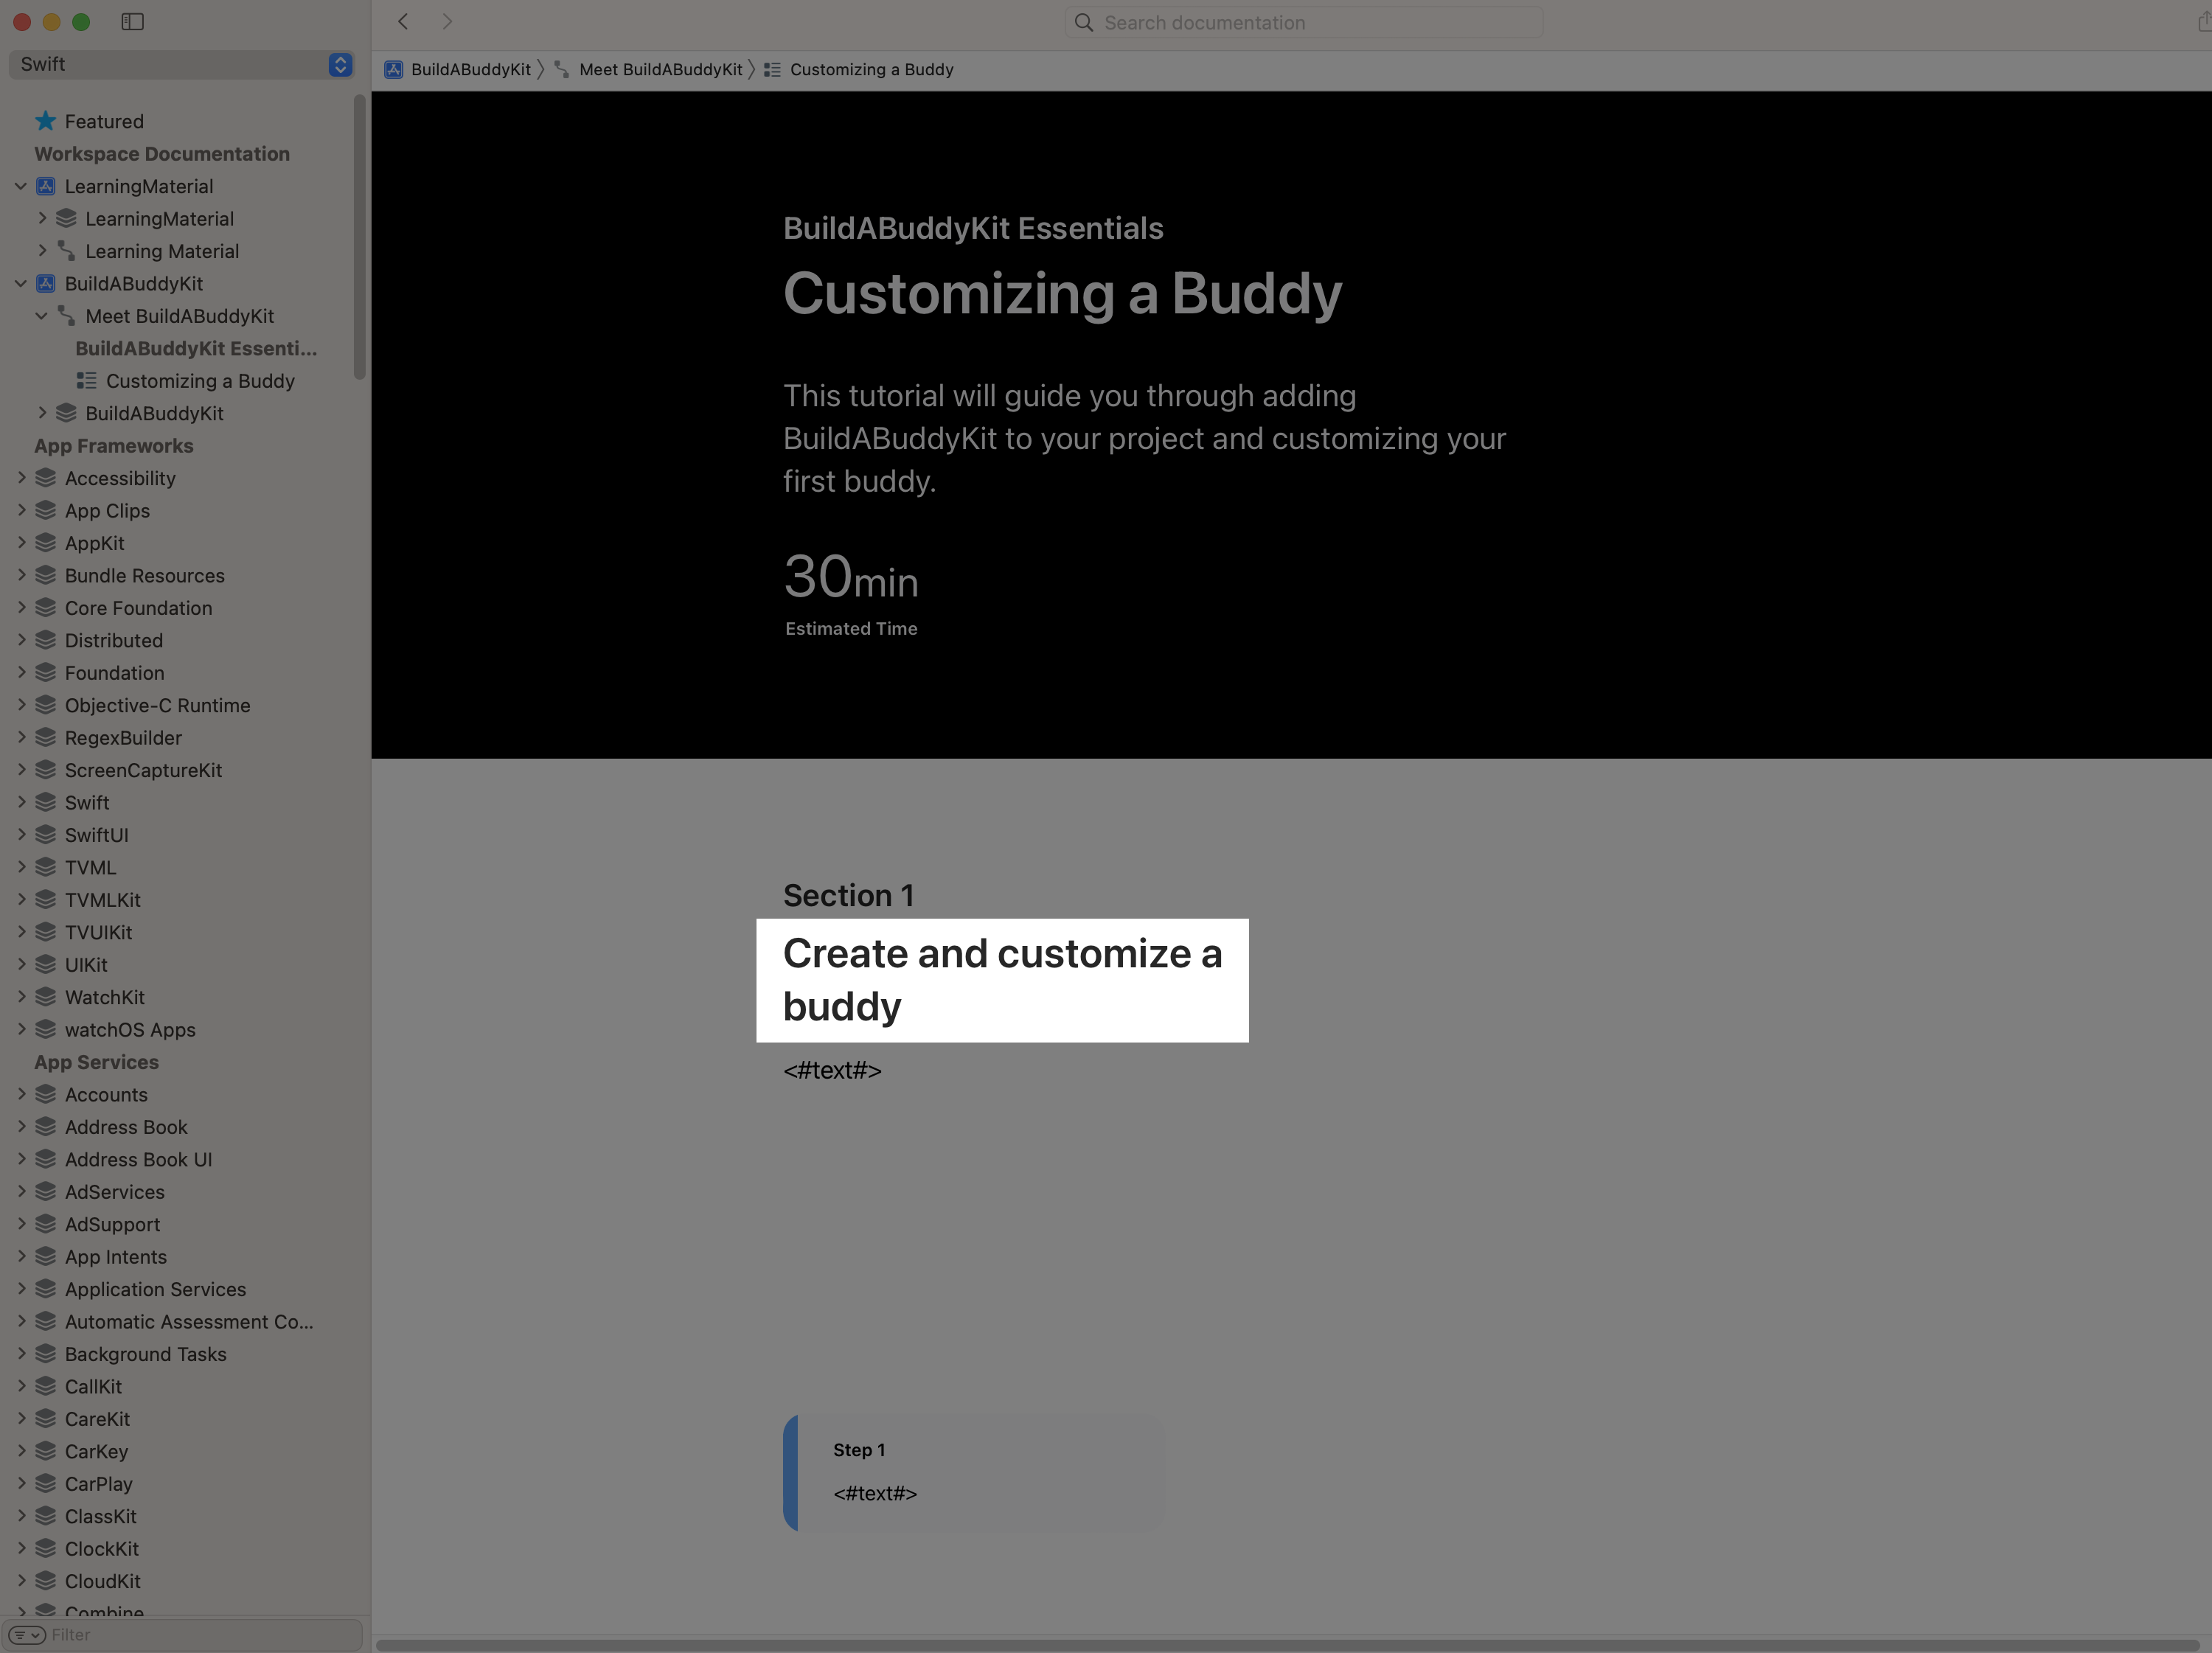 Search documentation
Swift
BuildABuddyKit
Meet BuildABuddyKit
Customizing a Buddy
Featured
Workspace Documentation
LearningMaterial
LearningMaterial
Learning Material
BuildABuddyKit
Meet BuildABuddyKit
BuildABuddyKit Essenti...
Customizing a Buddy
BuildABuddyKit
App Frameworks
Accessibility
App Clips
AppKit
Bundle Resources
Core Foundation
Distributed
Foundation
Objective-C Runtime
RegexBuilder
ScreenCaptureKit
Swift
SwiftUI
TVML
TVMLKit
TVUIKit
UIKit
WatchKit
watchOS Apps
App Services
Accounts
Address Book
Address Book UI
AdServices
AdSupport
App Intents
Application Services
Automatic Assessment Co...
Background Tasks
CallKit
CareKit
CarKey
CarPlay
ClassKit
ClockKit
CloudKit
Combine
Filter
BuildABuddyKit Essentials
Customizing a Buddy
This tutorial will guide you through adding
BuildABuddyKit to your project and customizing your
first buddy.
30min
Estimated Time
Section 1
Create and customize a
buddy
<#text#>
Step 1
<#text#>